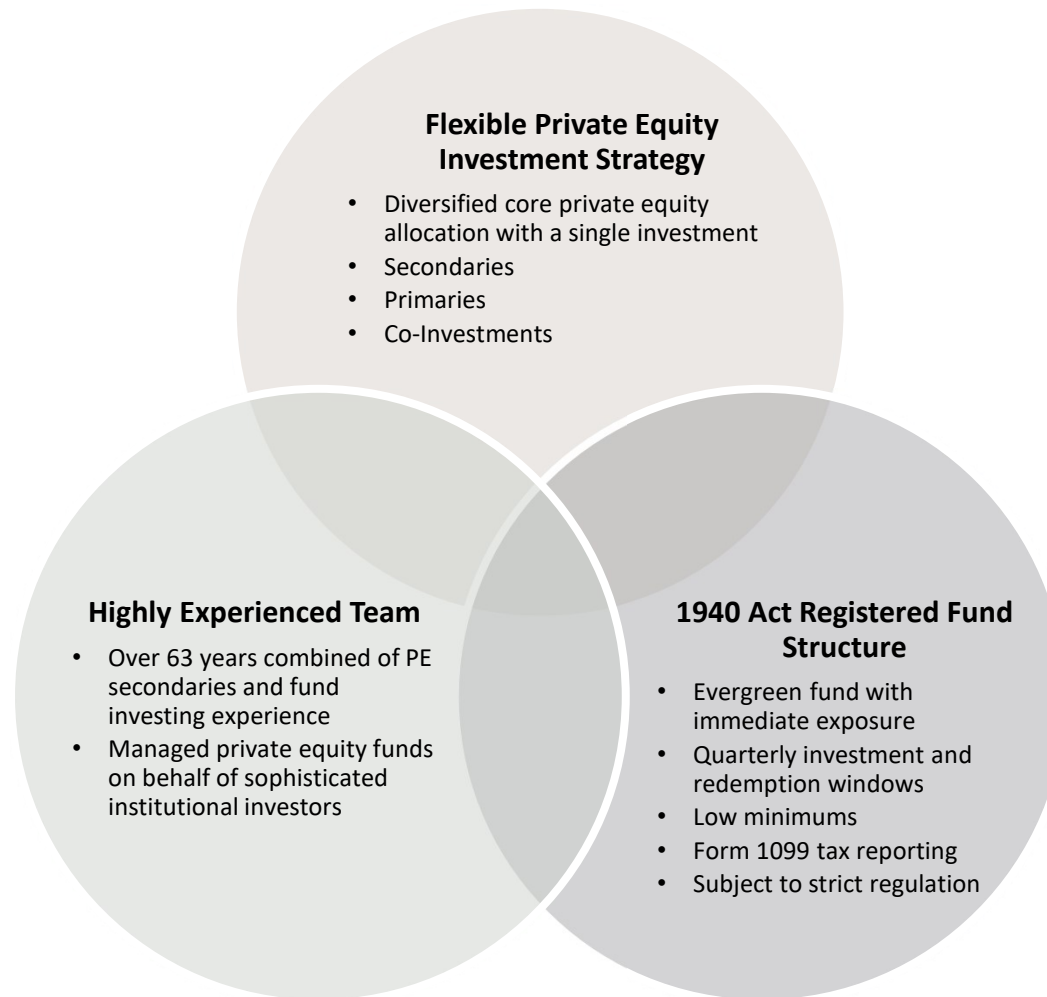 Flexible Private Equity
Investment Strategy
• Diversified core private equity
allocation with a single investment
• Secondaries
• Primaries
• Co-Investments
Highly Experienced Team
• Over 63 years combined of PE
secondaries and fund
investing experience
• Managed private equity funds
on behalf of sophisticated
institutional investors
1940 Act Registered Fund
Structure
• Evergreen fund with
immediate exposure
• Quarterly investment and
redemption windows
• Low minimums
• Form 1099 tax reporting
• Subject to strict regulation